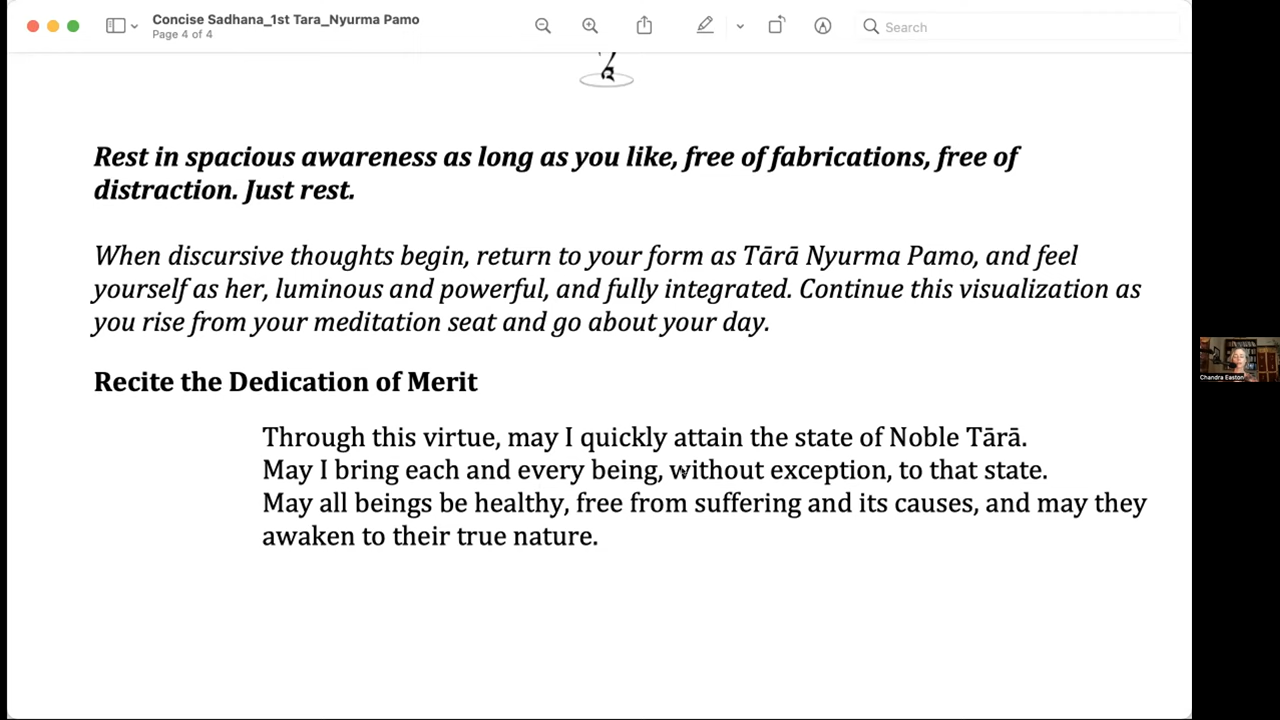 Concise Sadhana_1st Tara_Nyurma Pamo
Page 4 of 4
Search
Rest in spacious awareness as long as you like, free of fabrications, free of
distraction. Just rest.
When discursive thoughts begin, return to your form as Tārā Nyurma Pamo, and feel
yourself as her, luminous and powerful, and fully integrated. Continue this visualization as
you rise from your meditation seat and go about your day.
Recite the Dedication of Merit
Through this virtue, may I quickly attain the state of Noble Tārā.
May I bring each and every being, without exception, to that state.
May all beings be healthy, free from suffering and its causes, and may they
awaken to their true nature.
Chandra Easton